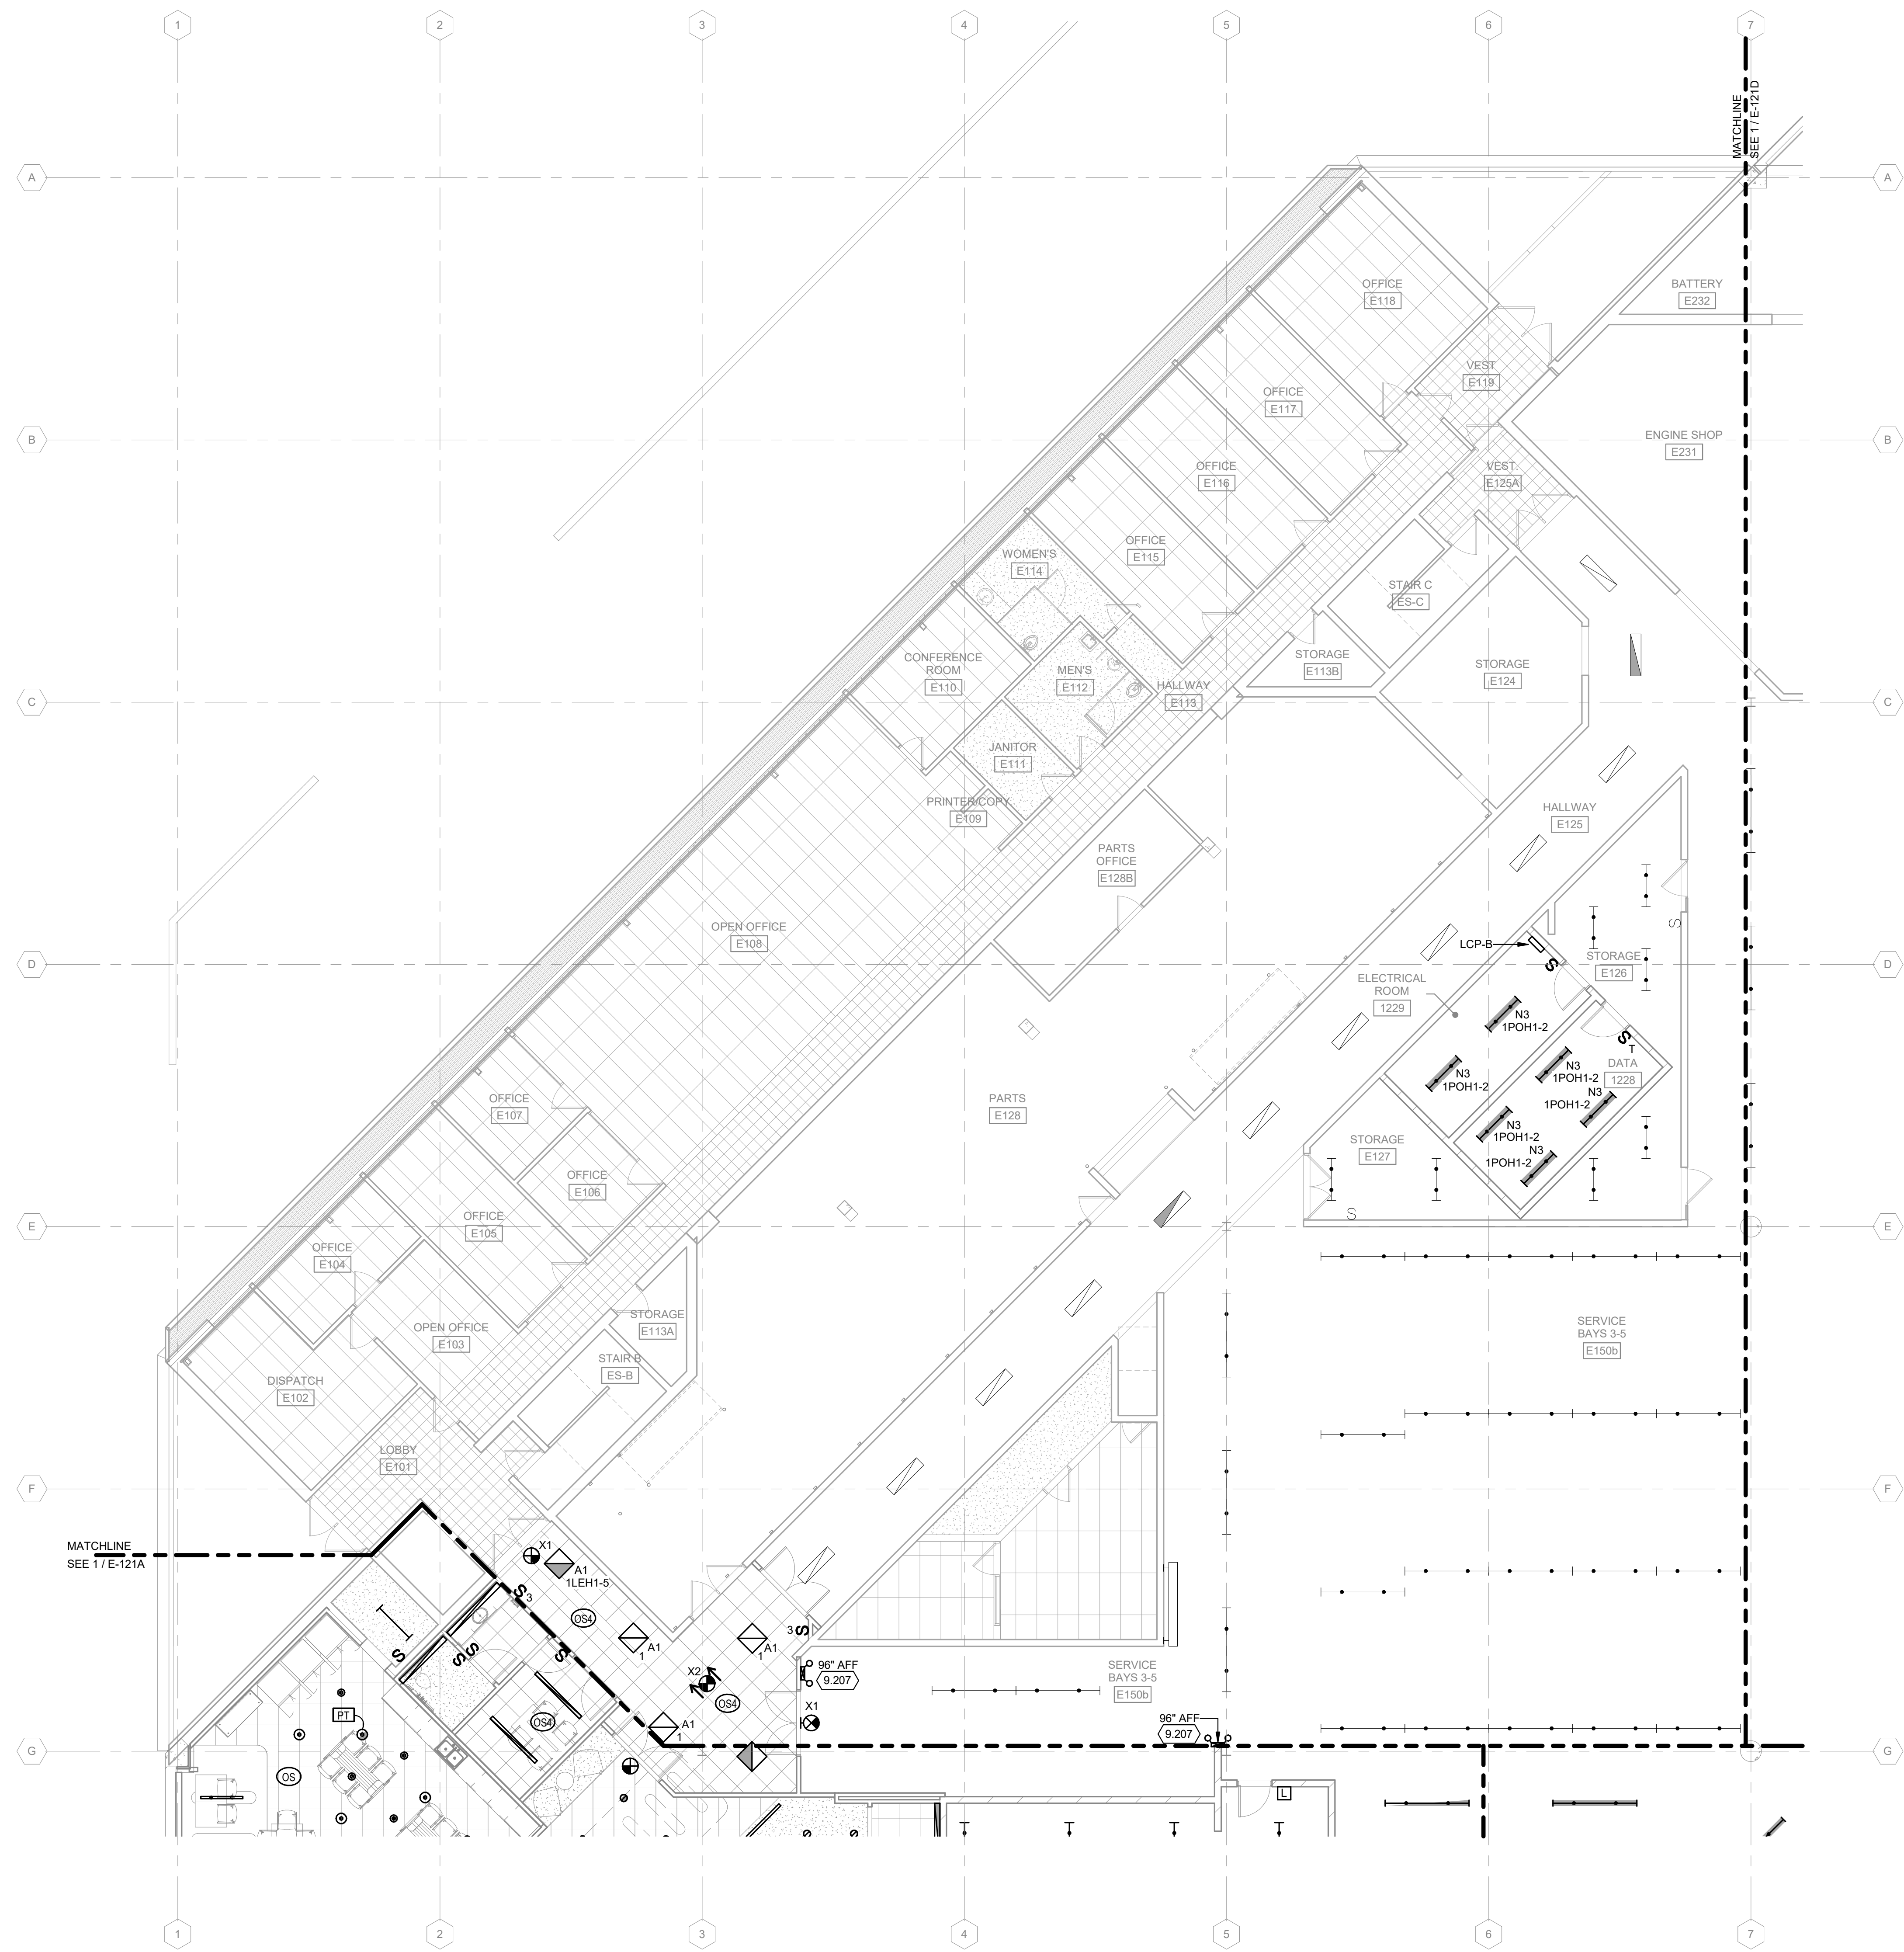 1
2
3
4
5
6
7
MATCHLINE
SEE 1 / E-121D
A
A
OFFICE
E118
BATTERY
E232
VEST
E119
OFFICE
E117
B
B
ENGINE SHOP
E231
OFFICE
E116
VEST
E125A
OFFICE
E115
WOMEN'S
E114
STAIR C
ES-C
CONFERENCE
ROOM
E110
MEN'S
E112
STORAGE
E113B
STORAGE
E124
HALLWAY
E113
C
C
JANITOR
E111
PRINTER/COPY
E109
HALLWAY
E125
PARTS
OFFICE
E128B
OPEN OFFICE
E108
S
LCP-B
S
STORAGE
E126
D
D
ELECTRICAL
ROOM
1229
N3
1POH1-2
S
T
DATA
1228
N3
1POH1-2
N3
1POH1-2
N3
1POH1-2
N3
1POH1-2
N3
1POH1-2
OFFICE
E107
PARTS
E128
STORAGE
E127
OFFICE
E106
S
OFFICE
E105
E
E
OFFICE
E104
STORAGE
E113A
OPEN OFFICE
E103
SERVICE
BAYS 3-5
E150b
STAIR B
ES-B
DISPATCH
E102
LOBBY
E101
F
F
MATCHLINE
SEE 1 / E-121A
X1
A1
1LEH1-5
S
3
OS4
A1
1
A1
1
3
S
S
S
S
S
X2
96" AFF
9.207
SERVICE
BAYS 3-5
E150b
OS4
X1
PT
OS4
A1
1
96" AFF
9.207
G
G
OS
L
1
2
3
4
5
6
7